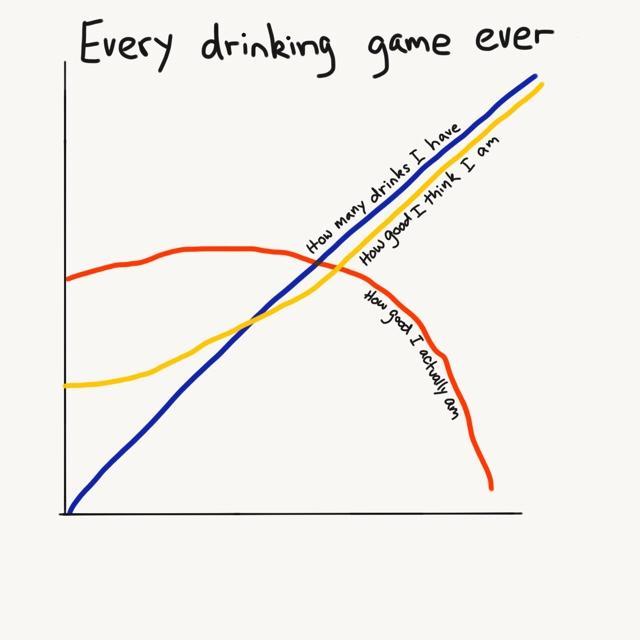 Every drinking game ever
How many drinks I have
How good I think I am
How good I actually am